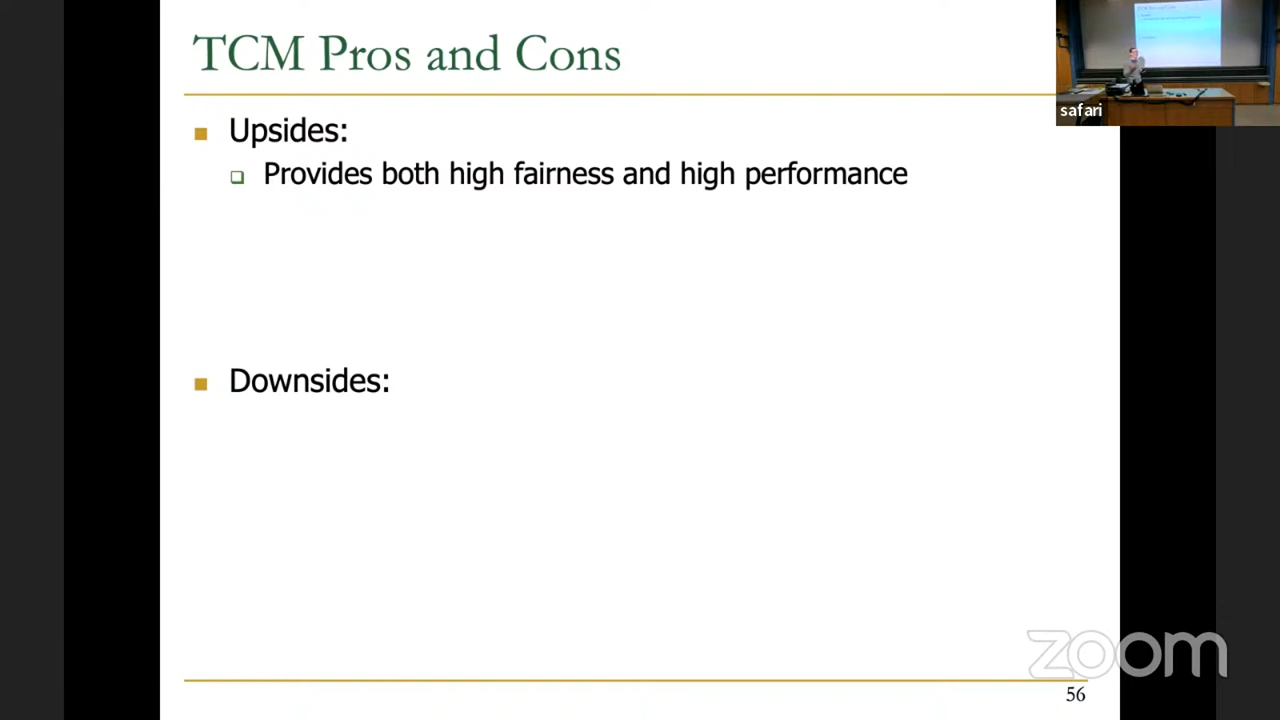 TCM Pros and Cons
safari
Upsides:
Provides both high fairness and high performance
Downsides:
zoom
56